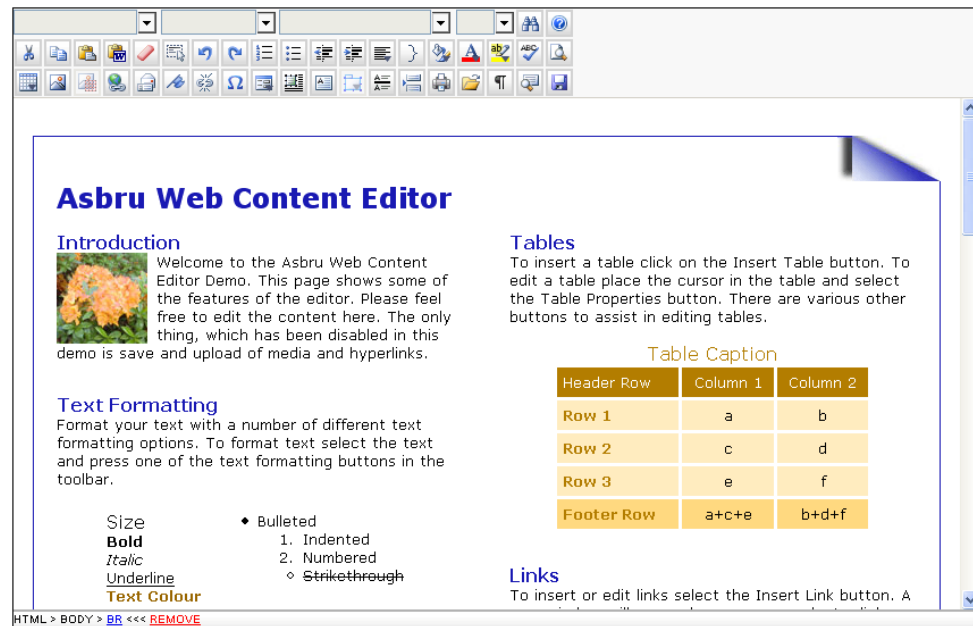 Asbru Web Content Editor
Introduction
Welcome to the Asbru Web Content
Editor Demo. This page shows some of
the features of the editor. Please feel
free to edit the content here. The only
thing, which has been disabled in this
demo is save and upload of media and hyperlinks.
Text Formatting
Format your text with a number of different text
formatting options. To format text select the text
and press one of the text formatting buttons in the
toolbar.
Size
Bold
Italic
Underline
Text Colour
Bulleted
1. Indented
2. Numbered
Strikethrough
Tables
To insert a table click on the Insert Table button. To
edit a table place the cursor in the table and select
the Table Properties button. There are various other
buttons to assist in editing tables.
Table Caption
Header Row Column 1 Column 2
Row 1 a b
Row 2 c d
Row 3 e f
Footer Row a+c+e b+d+f
Links
To insert or edit links select the Insert Link button. A
HTML > BODY > BR <<< REMOVE